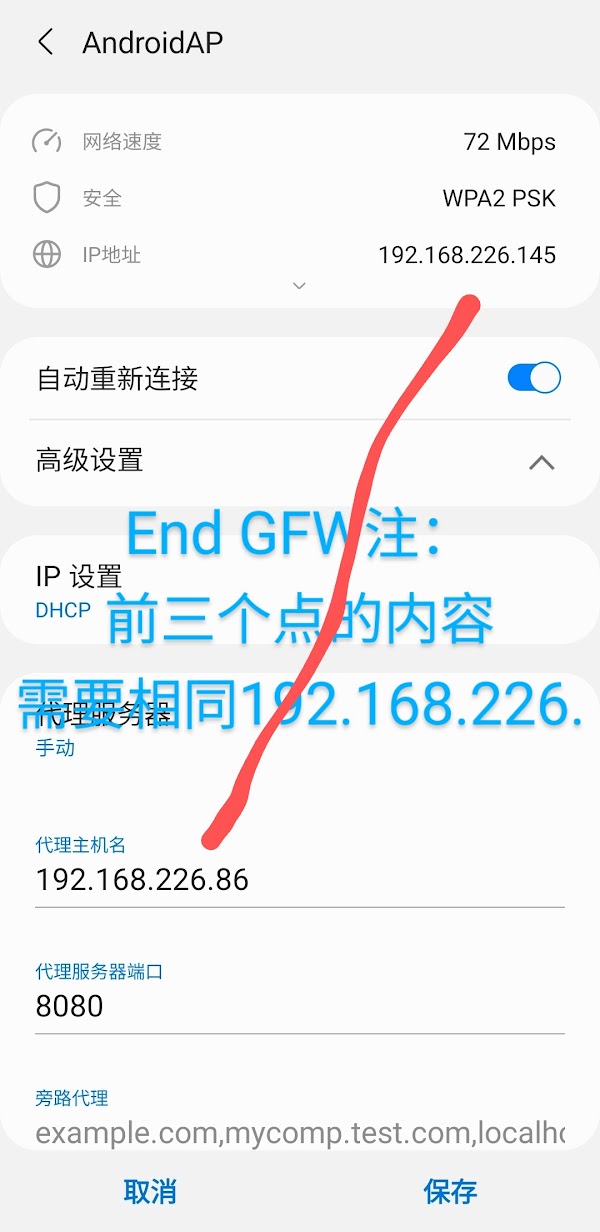 AndroidAP
网络速度 72 Mbps
安全 WPA2 PSK
IP地址 192.168.226.145
自动重新连接
高级设置
End GFW注：
IP 设置
DHCP
前三个点的内容
需要相同192.168.226.
代理服务器
手动
代理主机名
192.168.226.86
代理服务器端口
8080
旁路代理
example.com,mycomp.test.com,localho
取消 保存